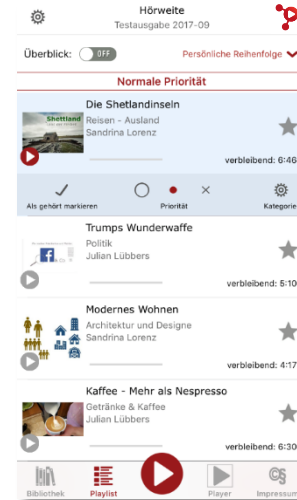 Hörweite
Testausgabe 2017-09
Überblick: OFF Persönliche Reihenfolge
Normale Priorität
Die Shetlandinseln
Shettland
Reisen - Ausland
Sandrina Lorenz
verbleibend: 6:46
Als gehört markieren Priorität Kategorie
Trumps Wunderwaffe
Politik
Julian Lübbers
verbleibend: 5:10
Modernes Wohnen
Architektur und Designe
Sandrina Lorenz
verbleibend: 4:17
Kaffee - Mehr als Nespresso
Getränke & Kaffee
Julian Lübbers
verbleibend: 6:30
Bibliothek Playlist Player Impressum